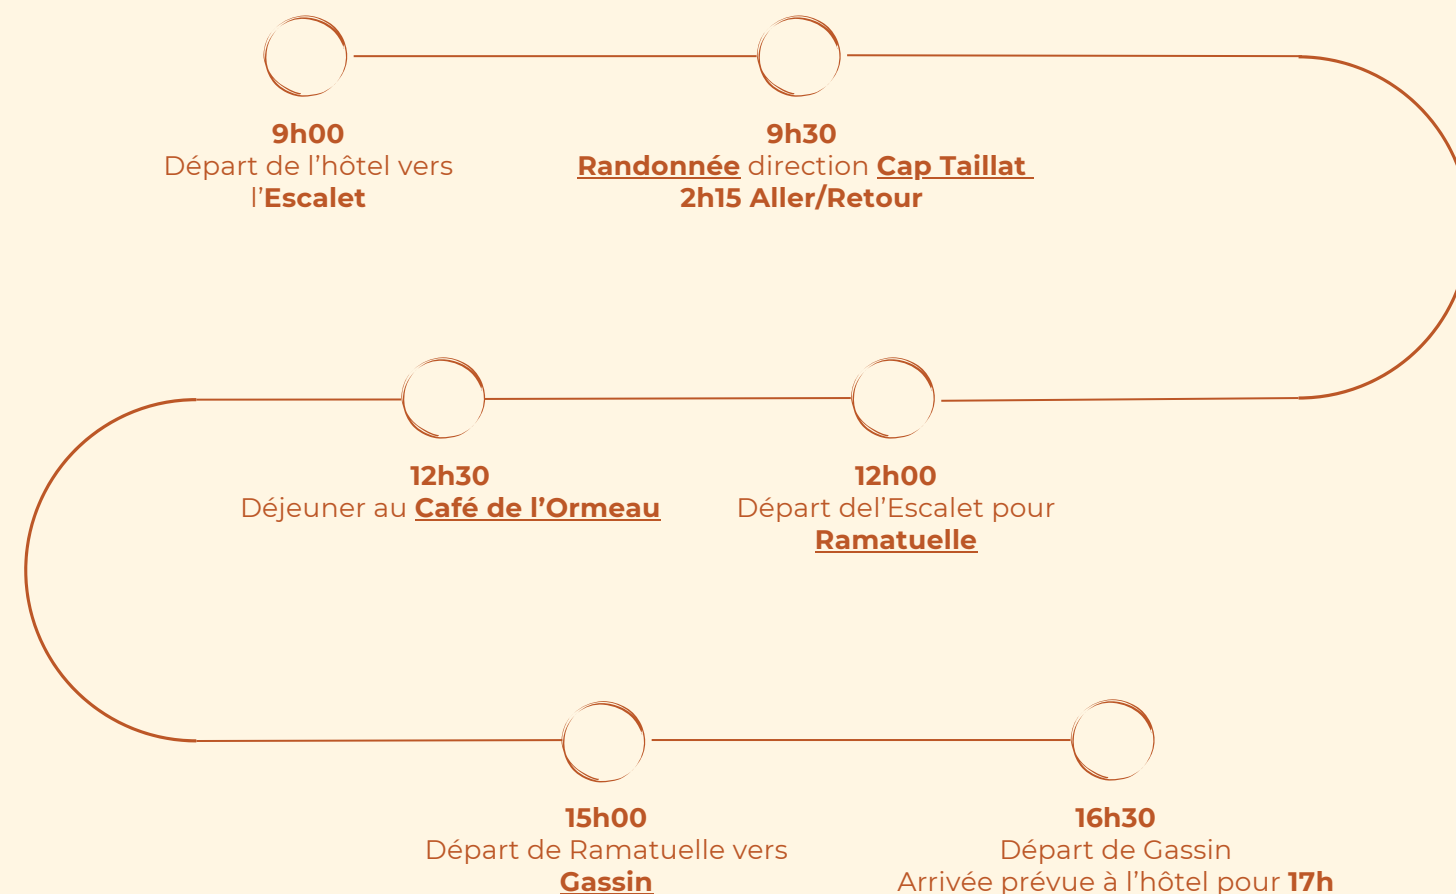 9h00
Départ de l’hôtel vers
l’Escalet
9h30
Randonnée direction Cap Taillat
2h15 Aller/Retour
12h00
Départ del’Escalet pour
Ramatuelle
12h30
Déjeuner au Café de l’Ormeau
15h00
Départ de Ramatuelle vers
Gassin
16h30
Départ de Gassin
Arrivée prévue à l’hôtel pour 17h